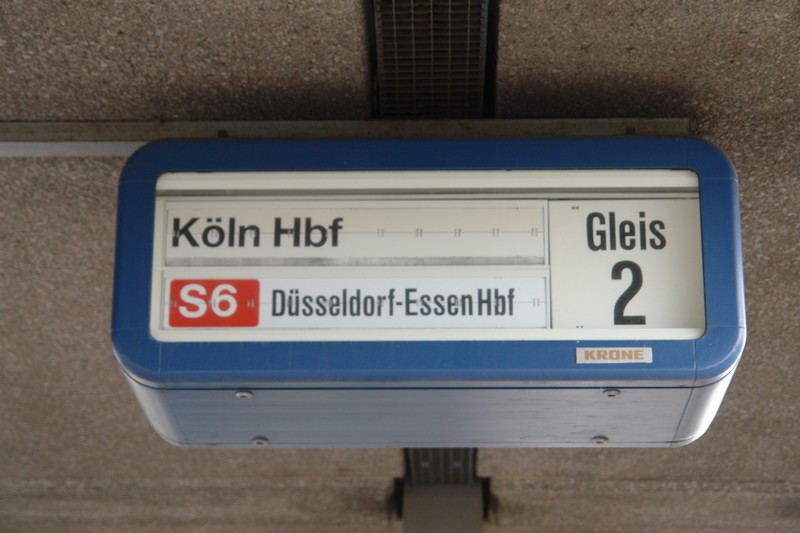 Köln Hbf
S6 Düsseldorf-Essen Hbf
Gleis
2
KRONE